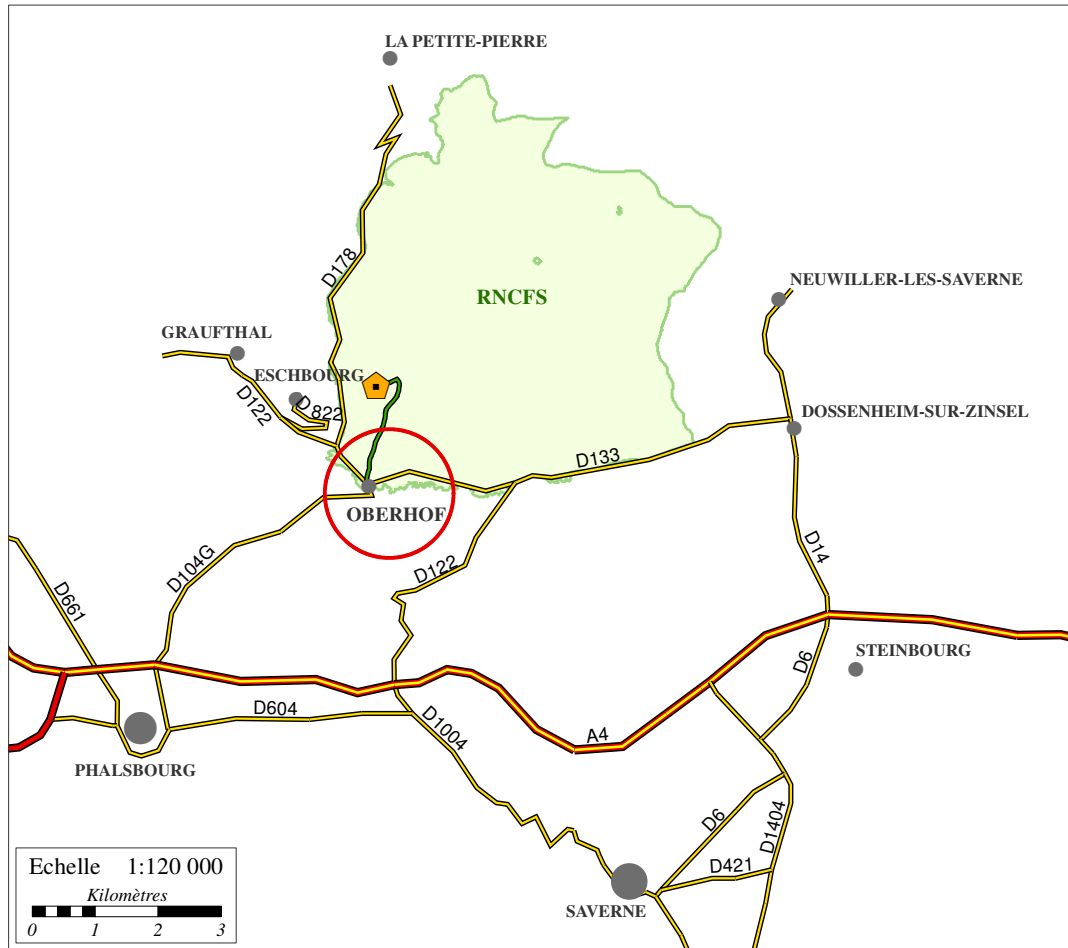 LA PETITE-PIERRE
D178
NEUWILLER-LES-SAVERNE
RNCFS
GRAUFTHAL
ESCHBOURG
D122
D 822
DOSSENHEIM-SUR-ZINSEL
D133
OBERHOF
D104G
D122
D14
D661
STEINBOURG
D6
D604
D1004
A4
PHALSBOURG
D6
D1404
D421
SAVERNE
Echelle 1:120 000
Kilomètres
0 1 2 3